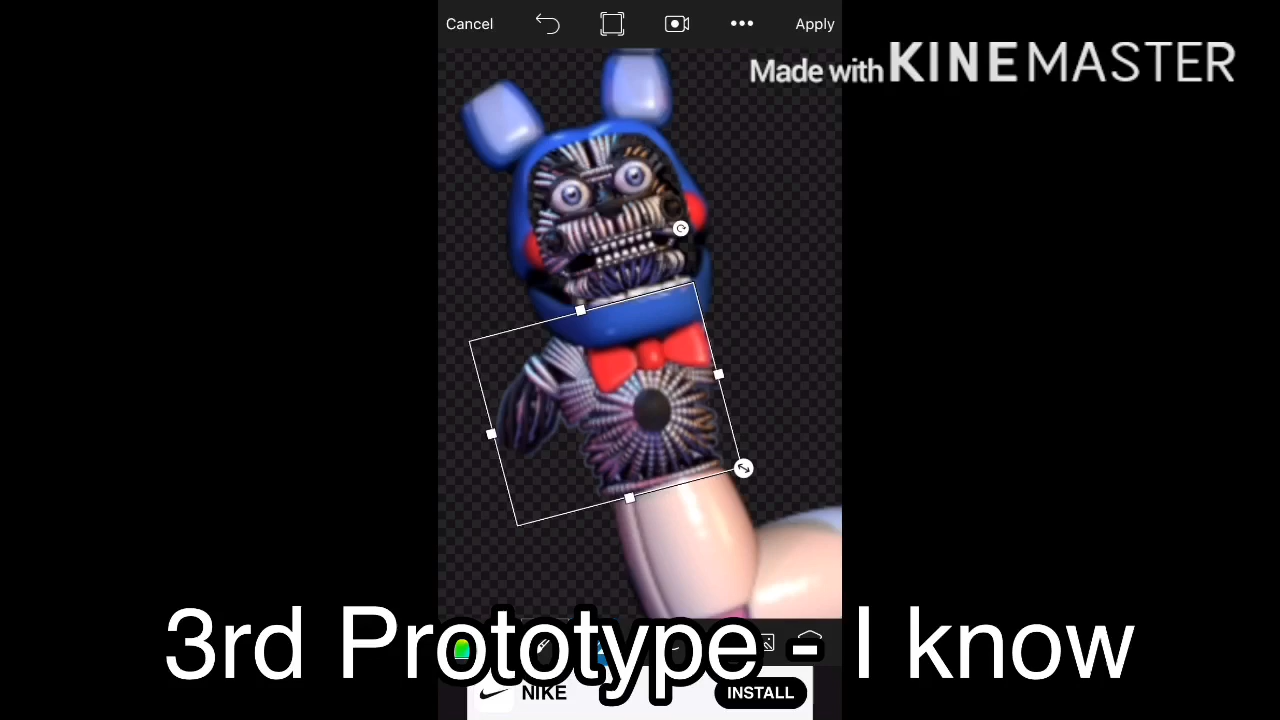 Cancel
Apply
Made with KINEMASTER
3rd Prototype - I know
NIKE
INSTALL